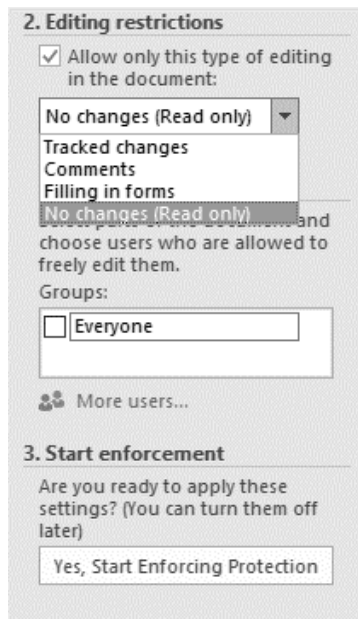 2. Editing restrictions
Allow only this type of editing
in the document:
No changes (Read only)
Tracked changes
Comments
Filling in forms
No changes (Read only)
choose users who are allowed to
freely edit them.
Groups:
Everyone
More users...
3. Start enforcement
Are you ready to apply these
settings? (You can turn them off
later)
Yes, Start Enforcing Protection